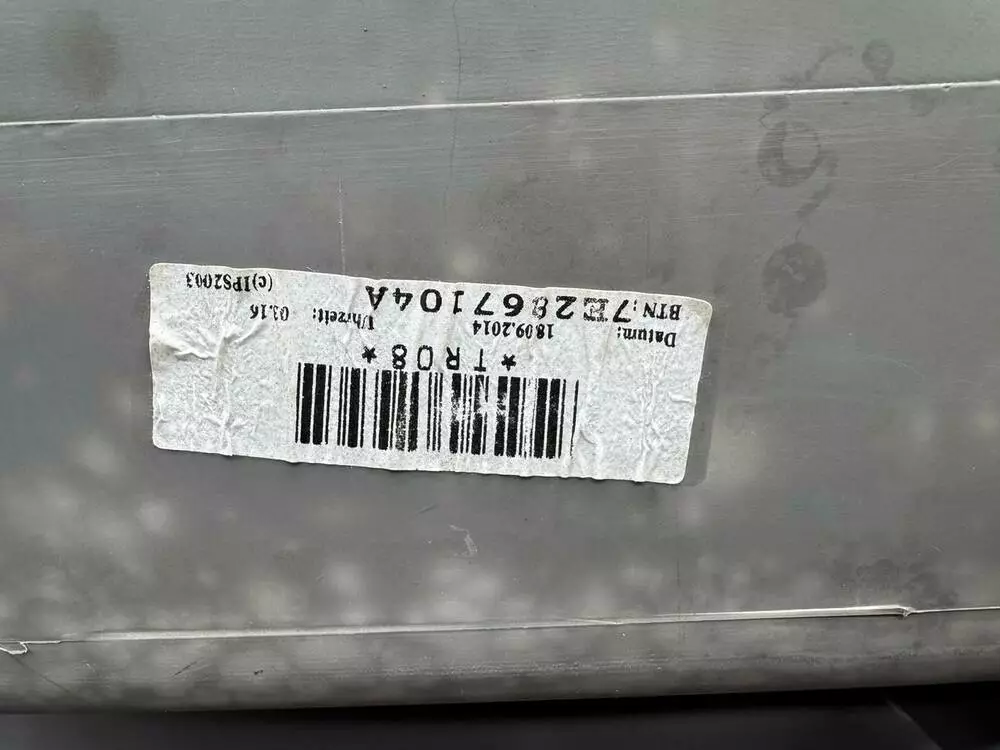 *TR08*
Datum: 18.09.2014 Uhrzeit: 03.16
BTN: 7E2867104A
(c)IPS2003